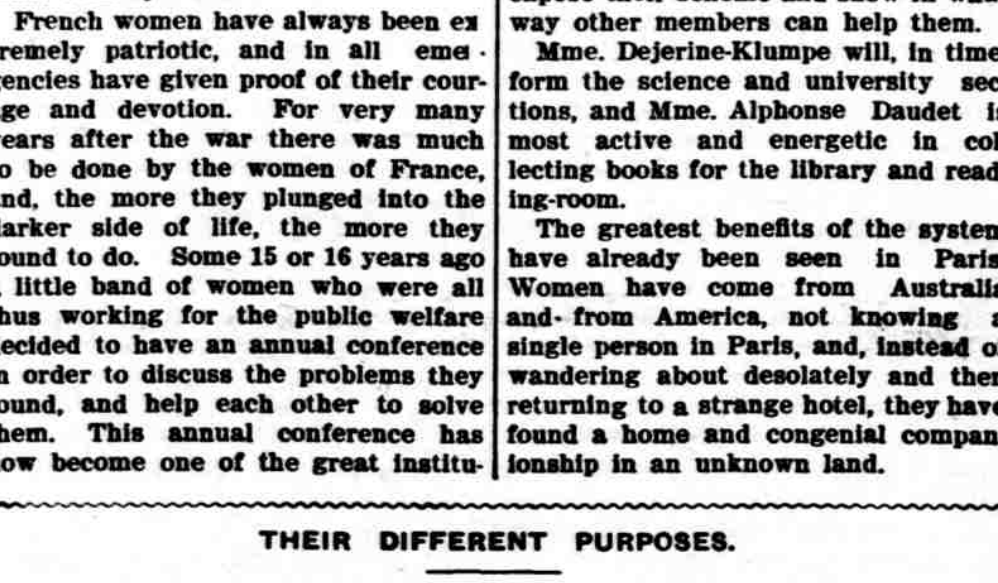 French women have always been ex
remely patriotic, and in all emer-
gencies have given proof of their cour-
ge and devotion. For very many
ears after the war there was much
o be done by the women of France,
nd, the more they plunged into the
arker side of life, the more they
ound to do. Some 15 or 16 years ago
little band of women who were all
hus working for the public welfare
ecided to have an annual conference
n order to discuss the problems they
ound, and help each other to solve
hem. This annual conference has
ow become one of the great institu-
way other members can help them.
Mme. Dejerine-Klumpe will, in time
form the science and university sec
tions, and Mme. Alphonse Daudet i
most active and energetic in col
lecting books for the library and read
ing-room.
The greatest benefits of the system
have already been seen in Paris
Women have come from Australia
and from America, not knowing a
single person in Paris, and, instead o
wandering about desolately and then
returning to a strange hotel, they have
found a home and congenial compan
ionship in an unknown land.
THEIR DIFFERENT PURPOSES.